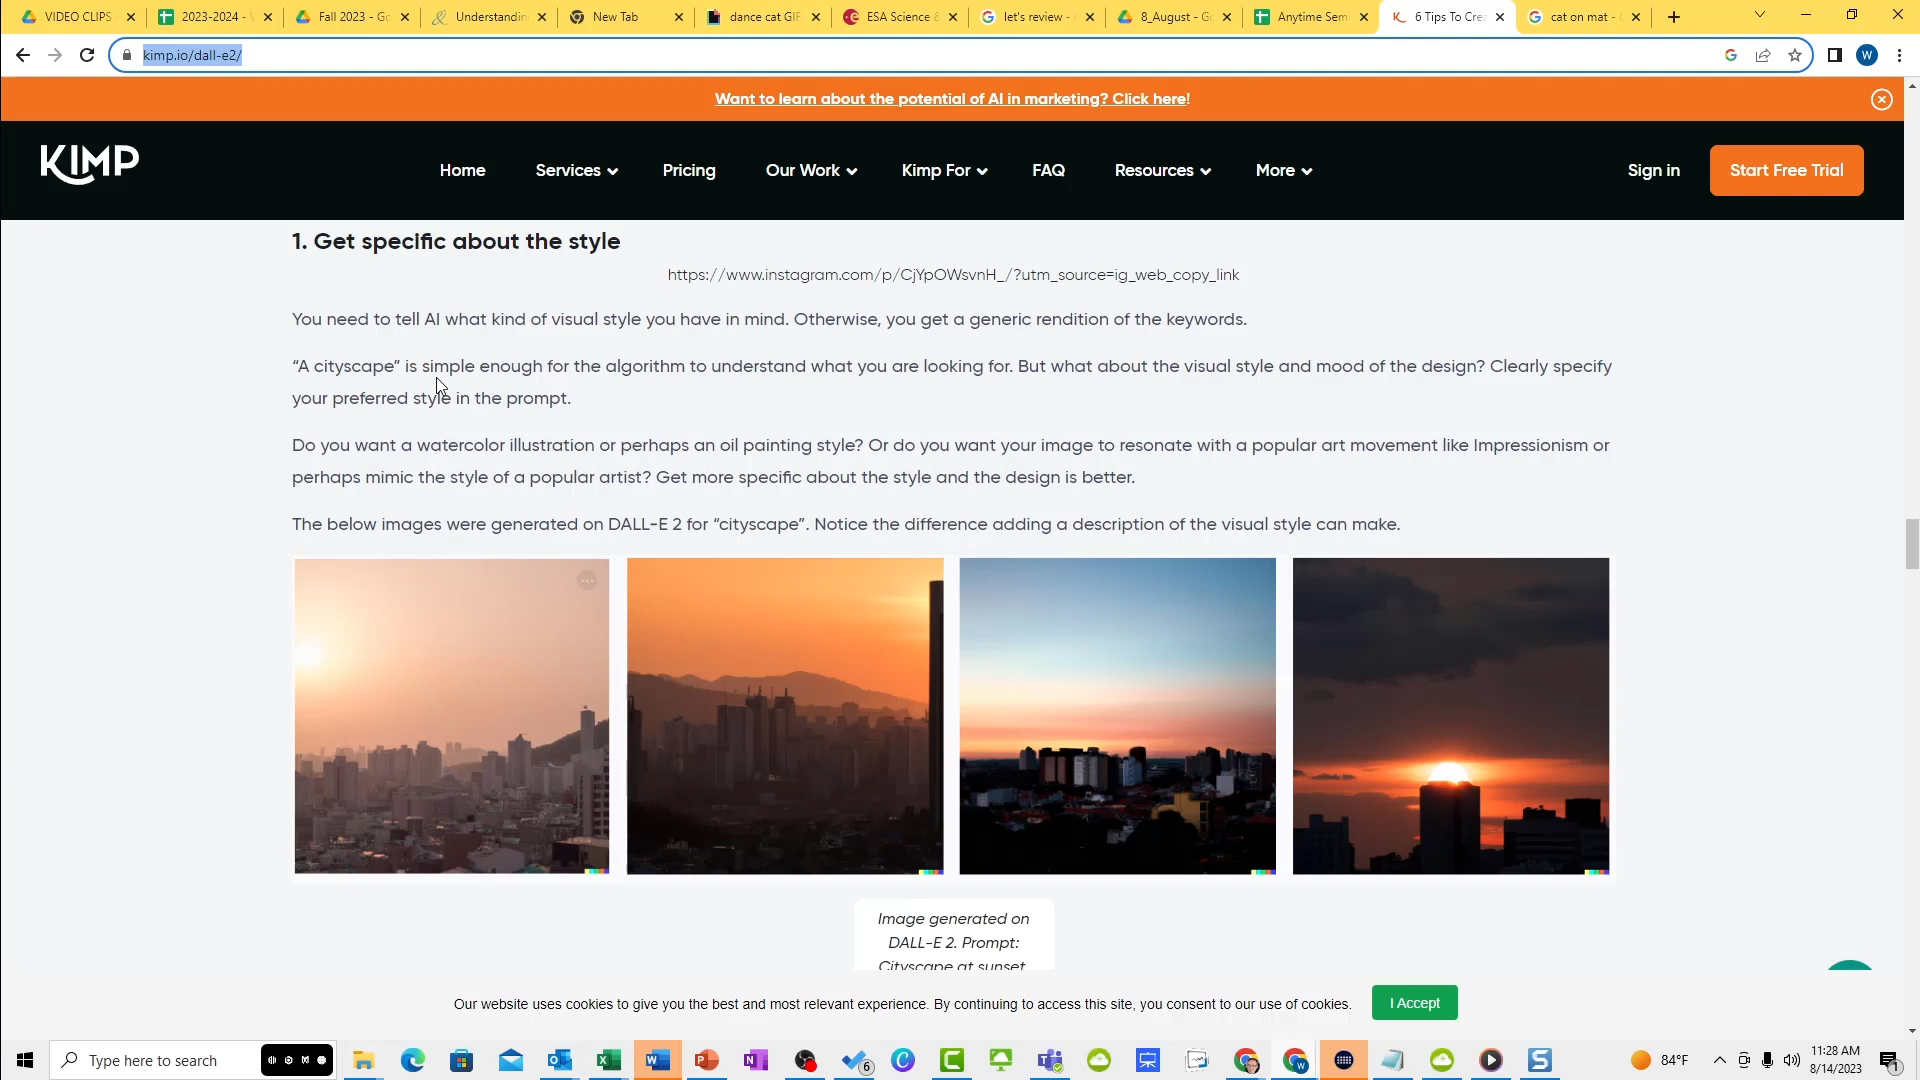 VIDEO CLIPS
2023-2024 -
Fall 2023 - Go
Understandin
New Tab
dance cat GIF
ESA Science &
let's review -
8_August - Go
Anytime Sem
6 Tips To Cre
cat on mat -
kimp.io/dall-e2/
W
Want to learn about the potential of AI in marketing? Click here!
KIMP
Home
Services
Pricing
Our Work
Kimp For
FAQ
Resources
More
Sign in
Start Free Trial
1. Get specific about the style
https://www.instagram.com/p/CjYpOWsvnH_/?utm_source=ig_web_copy_link
You need to tell AI what kind of visual style you have in mind. Otherwise, you get a generic rendition of the keywords.
“A cityscape” is simple enough for the algorithm to understand what you are looking for. But what about the visual style and mood of the design? Clearly specify
your preferred style in the prompt.
Do you want a watercolor illustration or perhaps an oil painting style? Or do you want your image to resonate with a popular art movement like Impressionism or
perhaps mimic the style of a popular artist? Get more specific about the style and the design is better.
The below images were generated on DALL-E 2 for “cityscape”. Notice the difference adding a description of the visual style can make.
Image generated on
DALL-E 2. Prompt:
Cityscape at sunset
Our website uses cookies to give you the best and most relevant experience. By continuing to access this site, you consent to our use of cookies.
I Accept
Type here to search
6
84°F
11:28 AM
8/14/2023
1